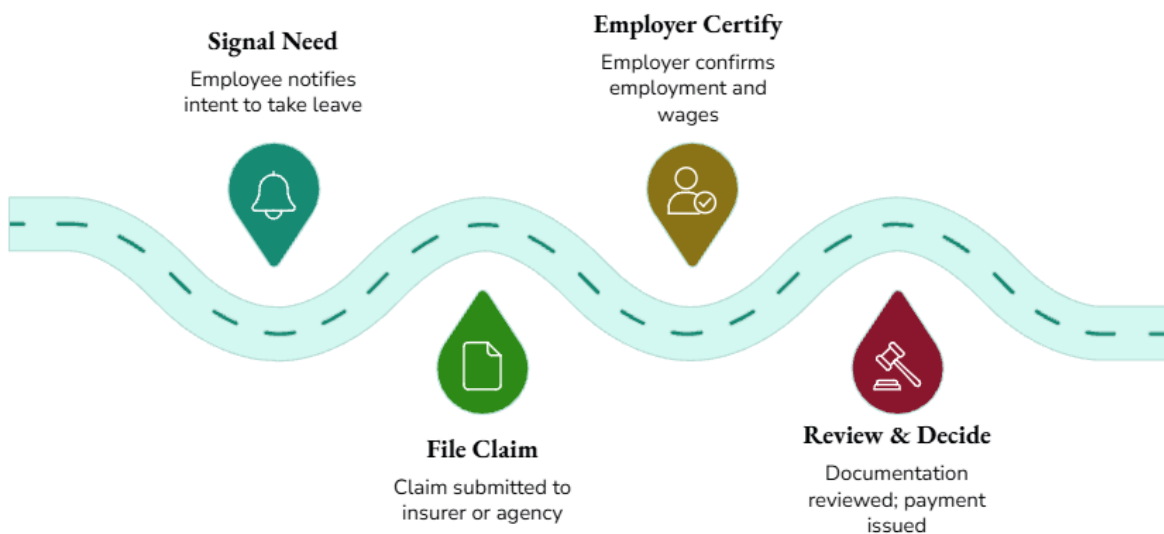 Signal Need
Employee notifies
intent to take leave
File Claim
Claim submitted to
insurer or agency
Employer Certify
Employer confirms
employment and
wages
Review & Decide
Documentation
reviewed; payment
issued